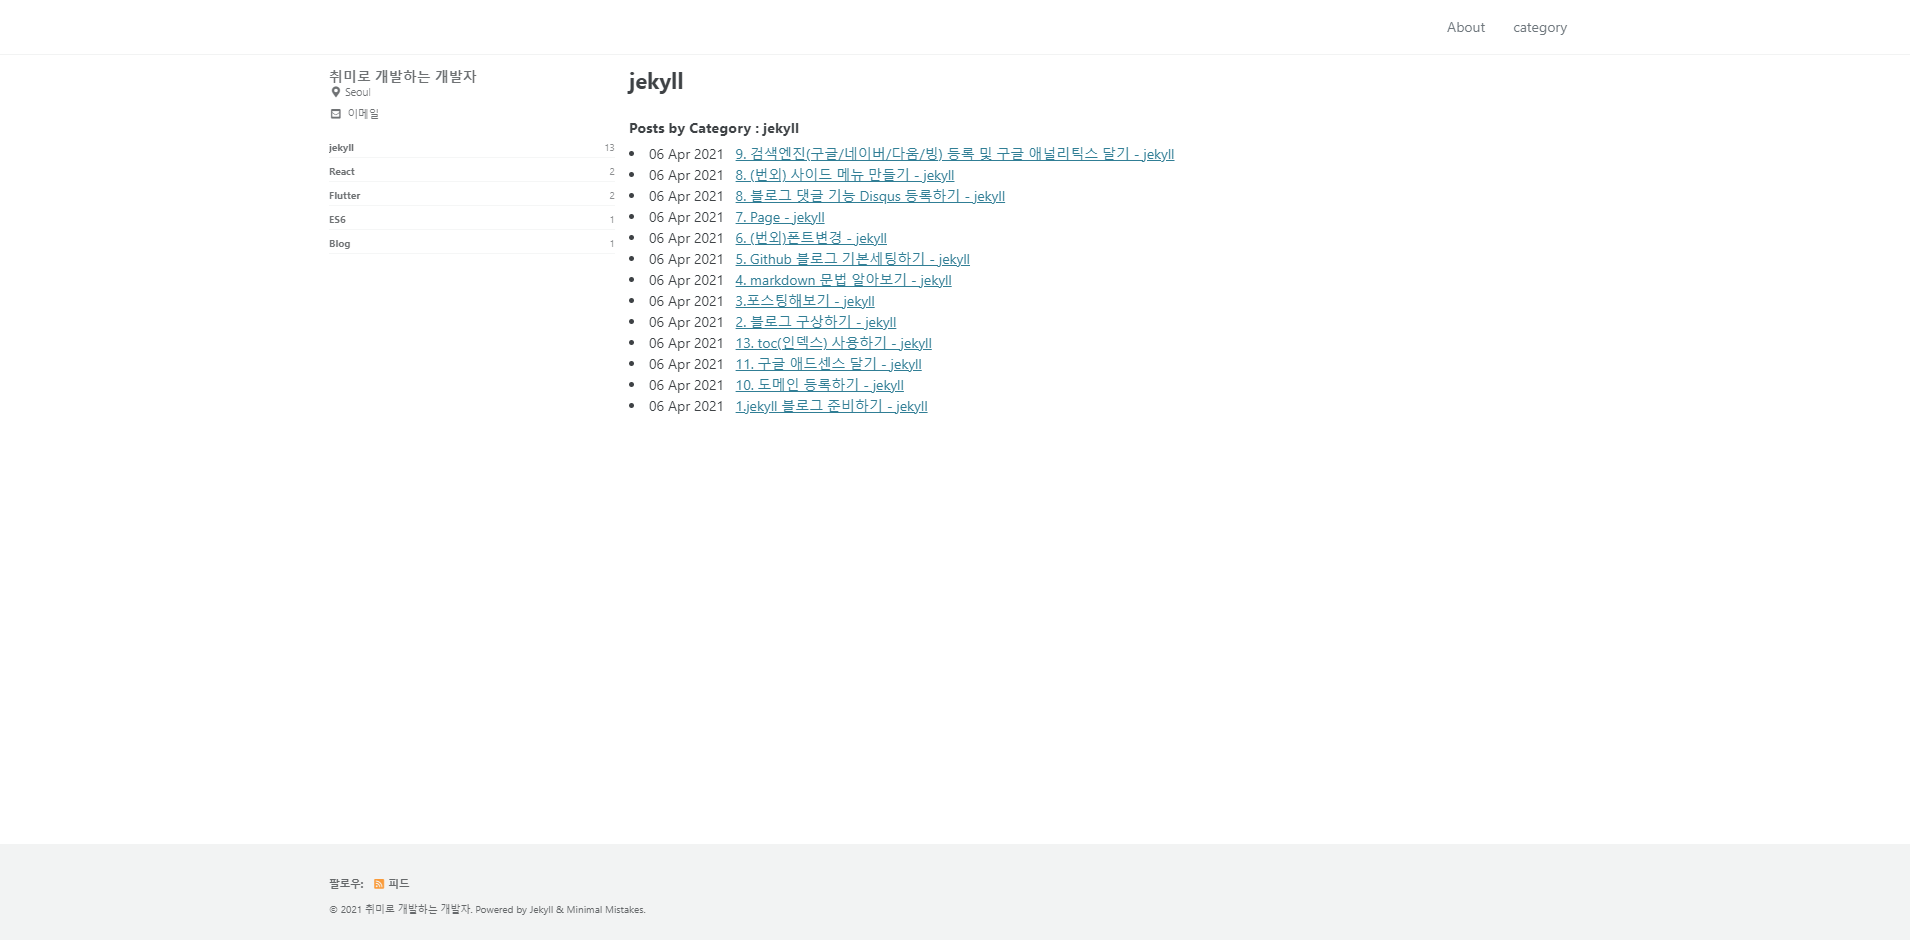 About category
취미로 개발하는 개발자
Seoul
이메일
jekyll 13
React 2
Flutter 2
ES6 1
Blog 1
jekyll
Posts by Category : jekyll
06 Apr 2021 9. 검색엔진(구글/네이버/다움/빙) 등록 및 구글 애널리틱스 달기 - jekyll
06 Apr 2021 8. (번외) 사이드 메뉴 만들기 - jekyll
06 Apr 2021 8. 블로그 댓글 기능 Disqus 등록하기 - jekyll
06 Apr 2021 7. Page - jekyll
06 Apr 2021 6. (번외)폰트변경 - jekyll
06 Apr 2021 5. Github 블로그 기본세팅하기 - jekyll
06 Apr 2021 4. markdown 문법 알아보기 - jekyll
06 Apr 2021 3.포스팅해보기 - jekyll
06 Apr 2021 2. 블로그 구상하기 - jekyll
06 Apr 2021 13. toc(인덱스) 사용하기 - jekyll
06 Apr 2021 11. 구글 애드센스 달기 - jekyll
06 Apr 2021 10. 도메인 등록하기 - jekyll
06 Apr 2021 1.jekyll 블로그 준비하기 - jekyll
팔로우: 피드
© 2021 취미로 개발하는 개발자. Powered by Jekyll & Minimal Mistakes.